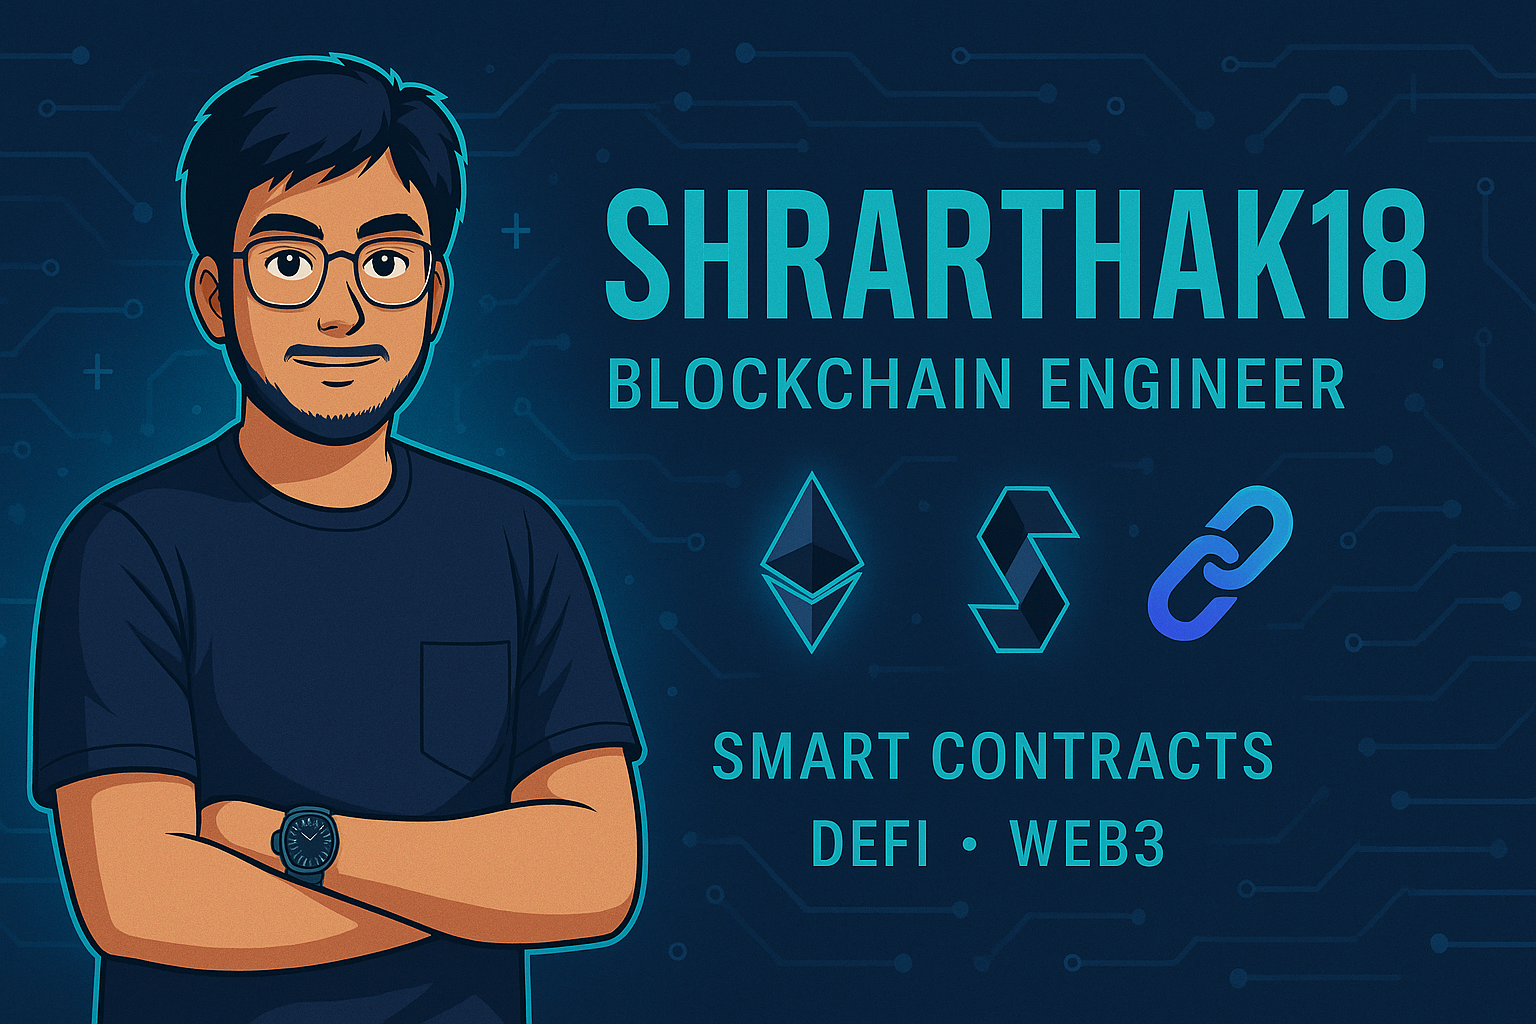 SHRARTHAK18
BLOCKCHAIN ENGINEER
SMART CONTRACTS
DEFI • WEB3